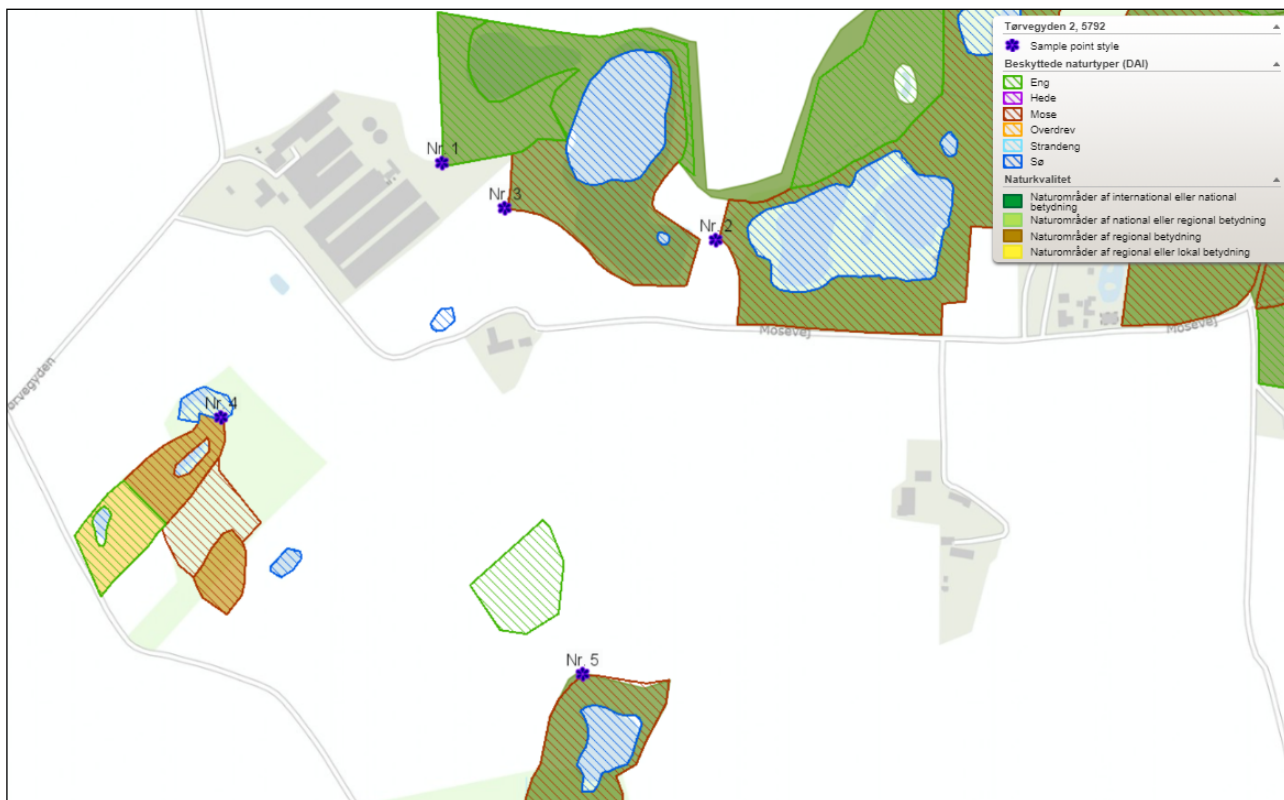 Tørvegyden 2, 5792
Sample point style
Beskyttede naturtyper (DAI)
Eng
Hede
Mose
Overdrev
Strandeng
Sø
Naturkvalitet
Naturområder af international eller national
betydning
Naturområder af national eller regional betydning
Naturområder af regional betydning
Naturområder af regional eller lokal betydning
Nr. 1
Nr. 3
Nr. 2
Mosevej
Mosevej
ørvegyden
Nr. 4
Nr. 5